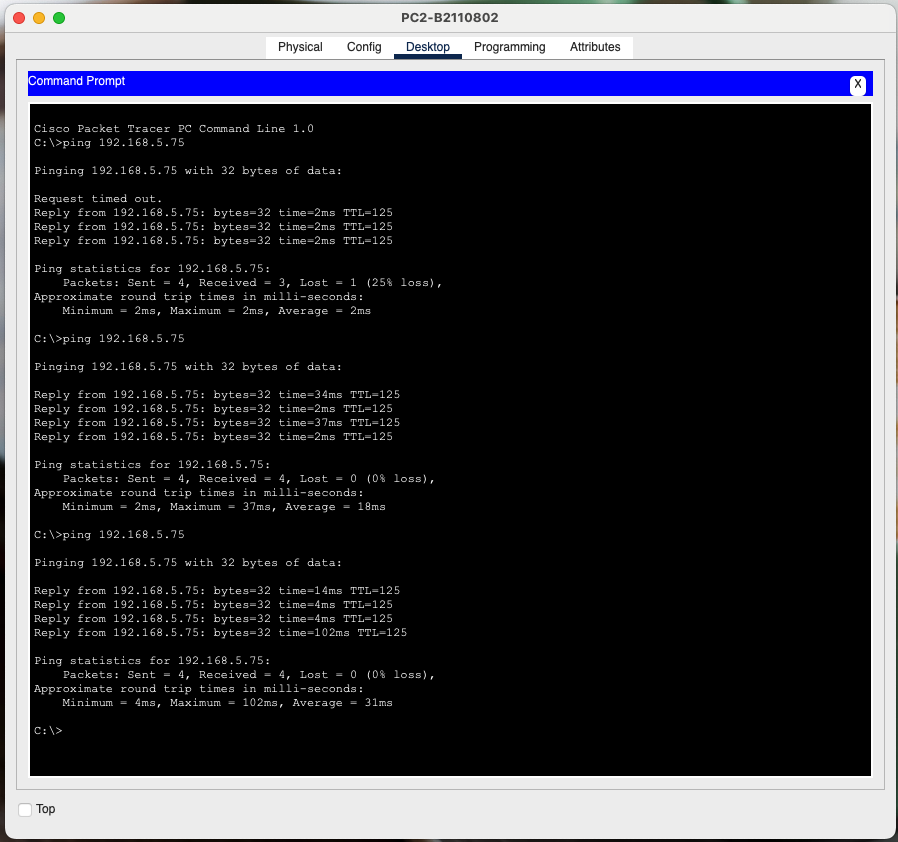 PC2-B2110802
Physical Config Desktop Programming Attributes
Command Prompt
X
Cisco Packet Tracer PC Command Line 1.0
C:\>ping 192.168.5.75
Pinging 192.168.5.75 with 32 bytes of data:
Request timed out.
Reply from 192.168.5.75: bytes=32 time=2ms TTL=125
Reply from 192.168.5.75: bytes=32 time=2ms TTL=125
Reply from 192.168.5.75: bytes=32 time=2ms TTL=125
Ping statistics for 192.168.5.75:
    Packets: Sent = 4, Received = 3, Lost = 1 (25% loss),
Approximate round trip times in milli-seconds:
    Minimum = 2ms, Maximum = 2ms, Average = 2ms
C:\>ping 192.168.5.75
Pinging 192.168.5.75 with 32 bytes of data:
Reply from 192.168.5.75: bytes=32 time=34ms TTL=125
Reply from 192.168.5.75: bytes=32 time=2ms TTL=125
Reply from 192.168.5.75: bytes=32 time=37ms TTL=125
Reply from 192.168.5.75: bytes=32 time=2ms TTL=125
Ping statistics for 192.168.5.75:
    Packets: Sent = 4, Received = 4, Lost = 0 (0% loss),
Approximate round trip times in milli-seconds:
    Minimum = 2ms, Maximum = 37ms, Average = 18ms
C:\>ping 192.168.5.75
Pinging 192.168.5.75 with 32 bytes of data:
Reply from 192.168.5.75: bytes=32 time=14ms TTL=125
Reply from 192.168.5.75: bytes=32 time=4ms TTL=125
Reply from 192.168.5.75: bytes=32 time=4ms TTL=125
Reply from 192.168.5.75: bytes=32 time=102ms TTL=125
Ping statistics for 192.168.5.75:
    Packets: Sent = 4, Received = 4, Lost = 0 (0% loss),
Approximate round trip times in milli-seconds:
    Minimum = 4ms, Maximum = 102ms, Average = 31ms
C:\>
Top